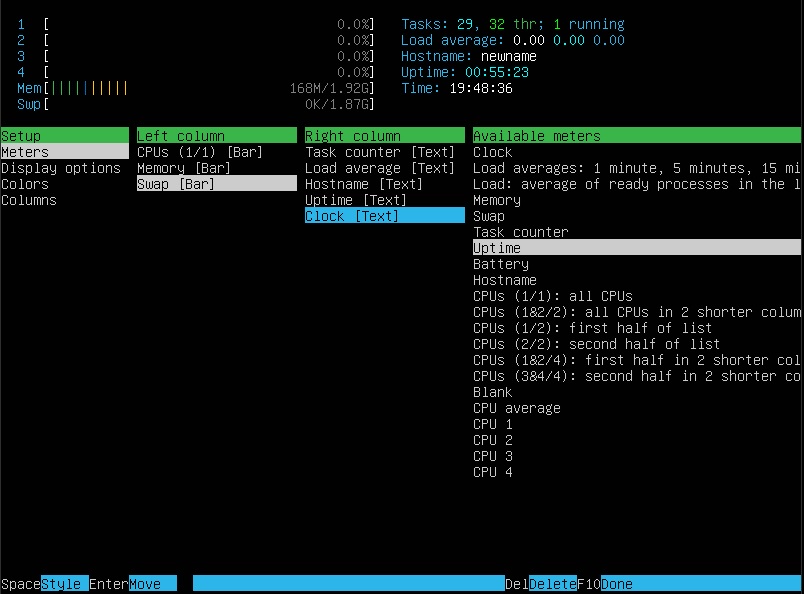 1 [ 0.0%] Tasks: 29, 32 thr; 1 running
2 [ 0.0%] Load average: 0.00 0.00 0.00
3 [ 0.0%] Hostname: newname
4 [ 0.0%] Uptime: 00:55:23
Mem[||||||||||| 168M/1.92G] Time: 19:48:36
Swp[ 0K/1.87G]
Setup Left column Right column Available meters
Meters CPUs (1/1) [Bar] Task counter [Text] Clock
Display options Memory [Bar] Load average [Text] Load averages: 1 minute, 5 minutes, 15 mi
Colors Swap [Bar] Hostname [Text] Load: average of ready processes in the l
Columns Uptime [Text] Memory
Clock [Text] Swap
Task counter
Uptime
Battery
Hostname
CPUs (1/1): all CPUs
CPUs (1&2/2): all CPUs in 2 shorter colum
CPUs (1/2): first half of list
CPUs (2/2): second half of list
CPUs (1&2/4): first half in 2 shorter col
CPUs (3&4/4): second half in 2 shorter co
Blank
CPU average
CPU 1
CPU 2
CPU 3
CPU 4
SpaceStyle EnterMove DelDeleteF10Done